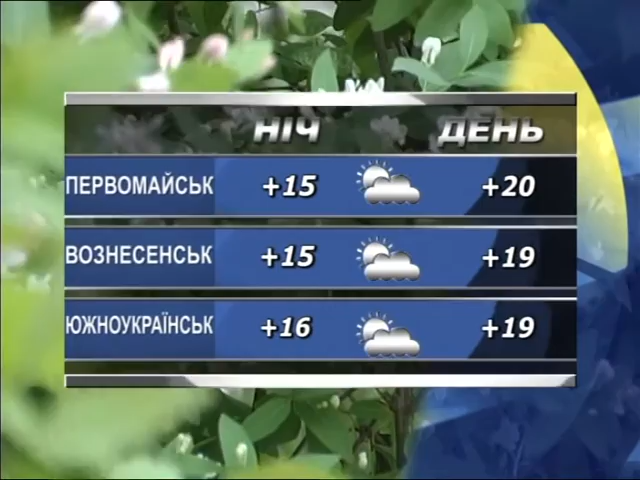 НІЧ ДЕНЬ
ПЕРВОМАЙСЬК +15 +20
ВОЗНЕСЕНСЬК +15 +19
ЮЖНОУКРАЇНСЬК +16 +19